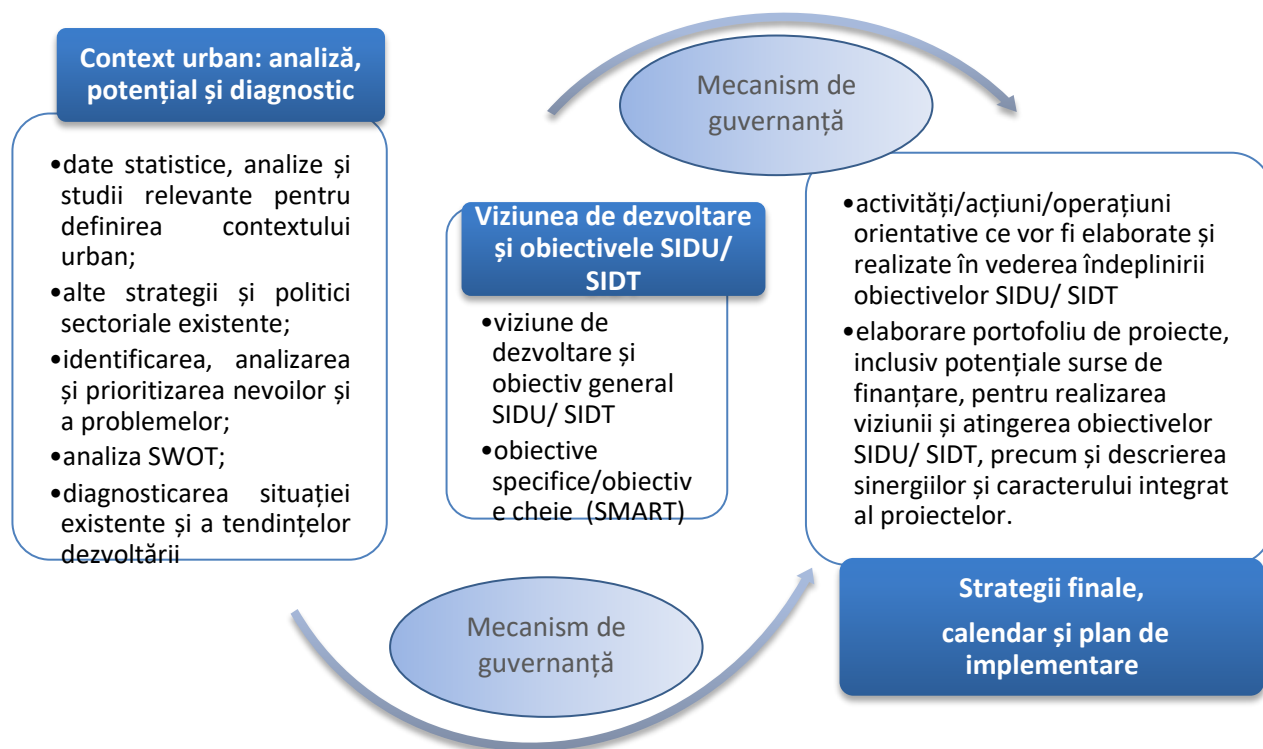 Context urban: analiză,
potențial și diagnostic
•date statistice, analize și
studii relevante pentru
definirea contextului
urban;
•alte strategii și politici
sectoriale existente;
•identificarea, analizarea
și prioritizarea nevoilor și
a problemelor;
•analiza SWOT;
•diagnosticarea situației
existente și a tendințelor
dezvoltării
Mecanism de
guvernanță
Viziunea de dezvoltare
și obiectivele SIDU/
SIDT
•viziune de
dezvoltare și
obiectiv general
SIDU/ SIDT
•obiective
specifice/obiectiv
e cheie (SMART)
Mecanism de
guvernanță
•activități/acțiuni/operațiuni
orientative ce vor fi elaborate și
realizate în vederea îndeplinirii
obiectivelor SIDU/ SIDT
•elaborare portofoliu de proiecte,
inclusiv potențiale surse de
finanțare, pentru realizarea
viziunii și atingerea obiectivelor
SIDU/ SIDT, precum și descrierea
sinergiilor și caracterului integrat
al proiectelor.
Strategii finale,
calendar și plan de
implementare